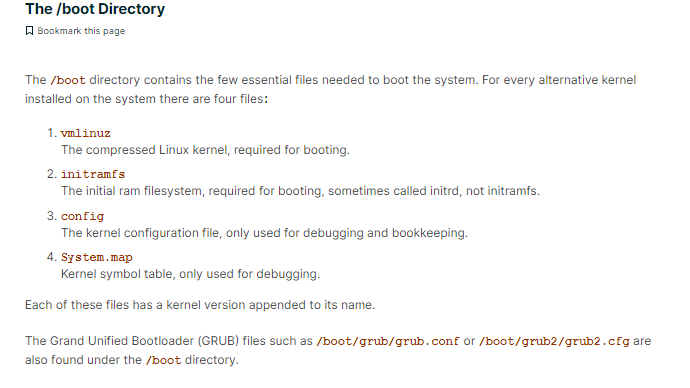 The /boot Directory
Bookmark this page
The /boot directory contains the few essential files needed to boot the system. For every alternative kernel
installed on the system there are four files:
1. vmlinuz
The compressed Linux kernel, required for booting.
2. initramfs
The initial ram filesystem, required for booting, sometimes called initrd, not initramfs.
3. config
The kernel configuration file, only used for debugging and bookkeeping.
4. System.map
Kernel symbol table, only used for debugging.
Each of these files has a kernel version appended to its name.
The Grand Unified Bootloader (GRUB) files such as /boot/grub/grub.conf or /boot/grub2/grub2.cfg are
also found under the /boot directory.